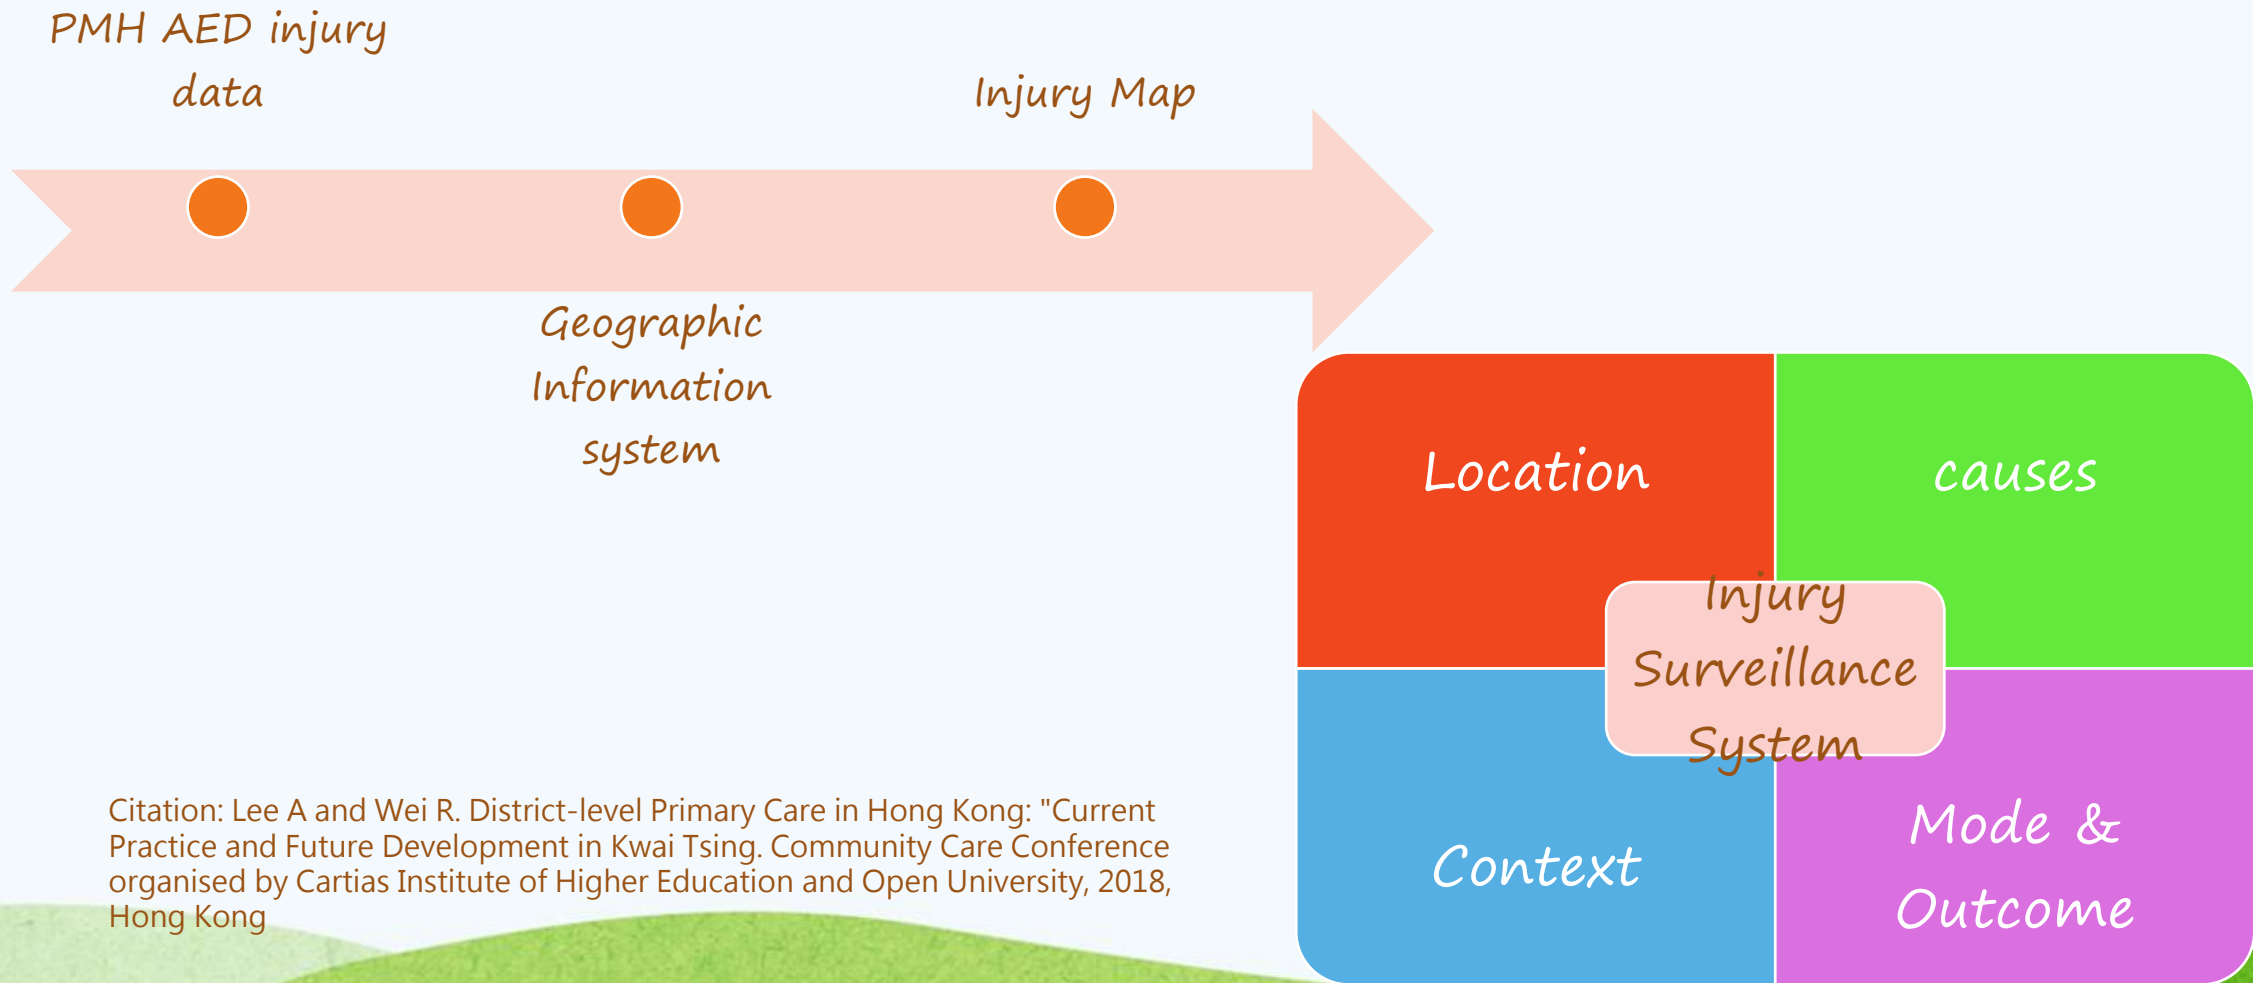 PMH AED injury
data
Injury Map
Geographic
Information
system
Location
causes
Injury
Surveillance
System
Context
Mode &
Outcome
Citation: Lee A and Wei R. District-level Primary Care in Hong Kong: "Current
Practice and Future Development in Kwai Tsing. Community Care Conference
organised by Cartias Institute of Higher Education and Open University, 2018,
Hong Kong